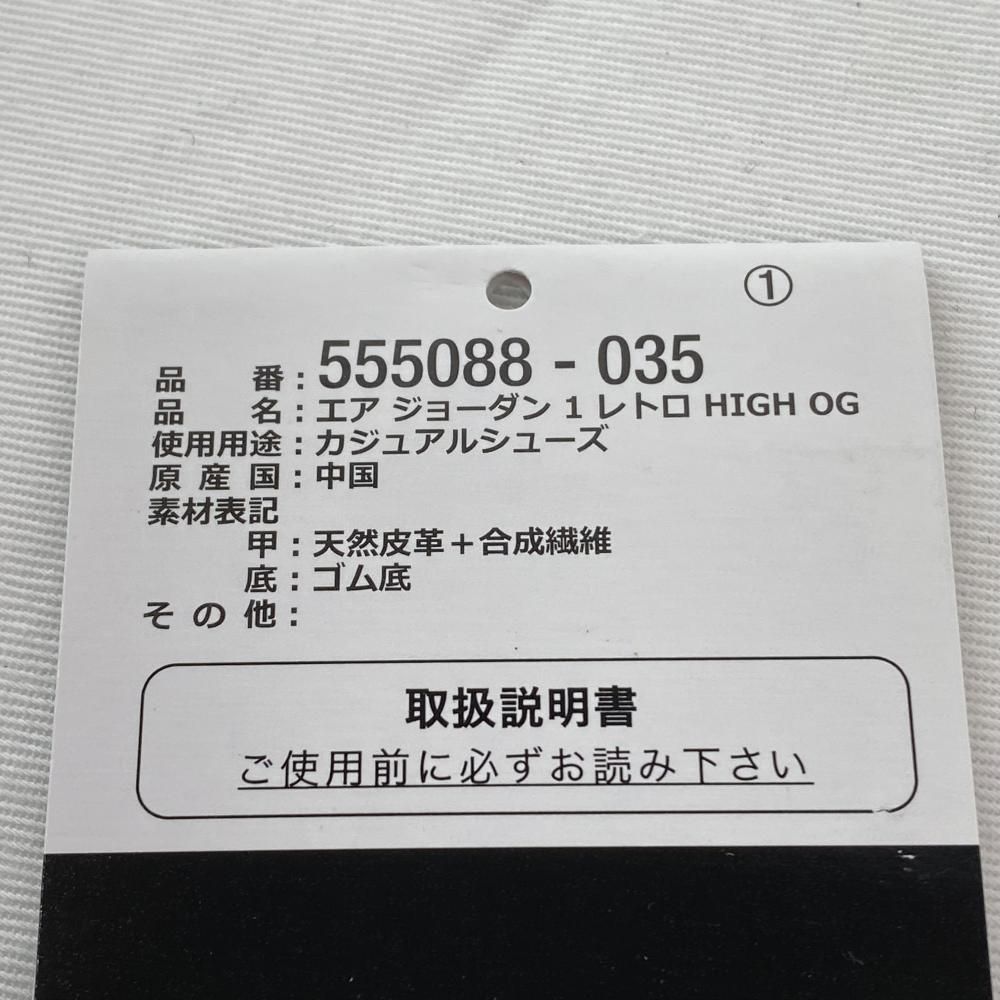 ①
品 番：555088 - 035
品 名：エア ジョーダン 1 レトロ HIGH OG
使用用途：カジュアルシューズ
原 産 国：中国
素材表記
甲：天然皮革＋合成繊維
底：ゴム底
そ の 他：
取扱説明書
ご使用前に必ずお読み下さい